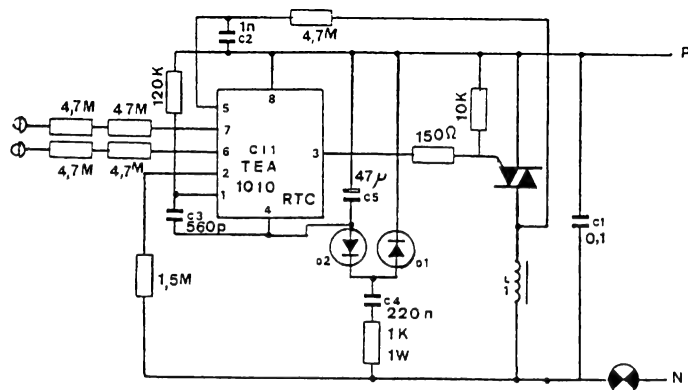 1n
c2
4,7M
P
120K
4,7M
47M
4,7M
4,7M
5
7
6
2
1
8
3
4
CI1
TEA
1010
RTC
10K
150Ω
47µ
c5
c3
560p
D2
D1
c4
220n
1K
1W
1,5M
L1
c1
0,1
N